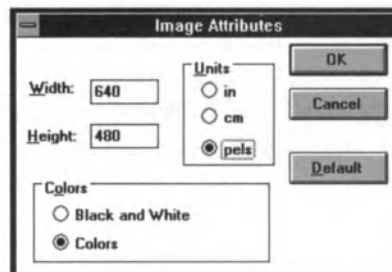 Image Attributes
Width: 640
Height: 480
Units
in
cm
pels
OK
Cancel
Default
Colors
Black and White
Colors